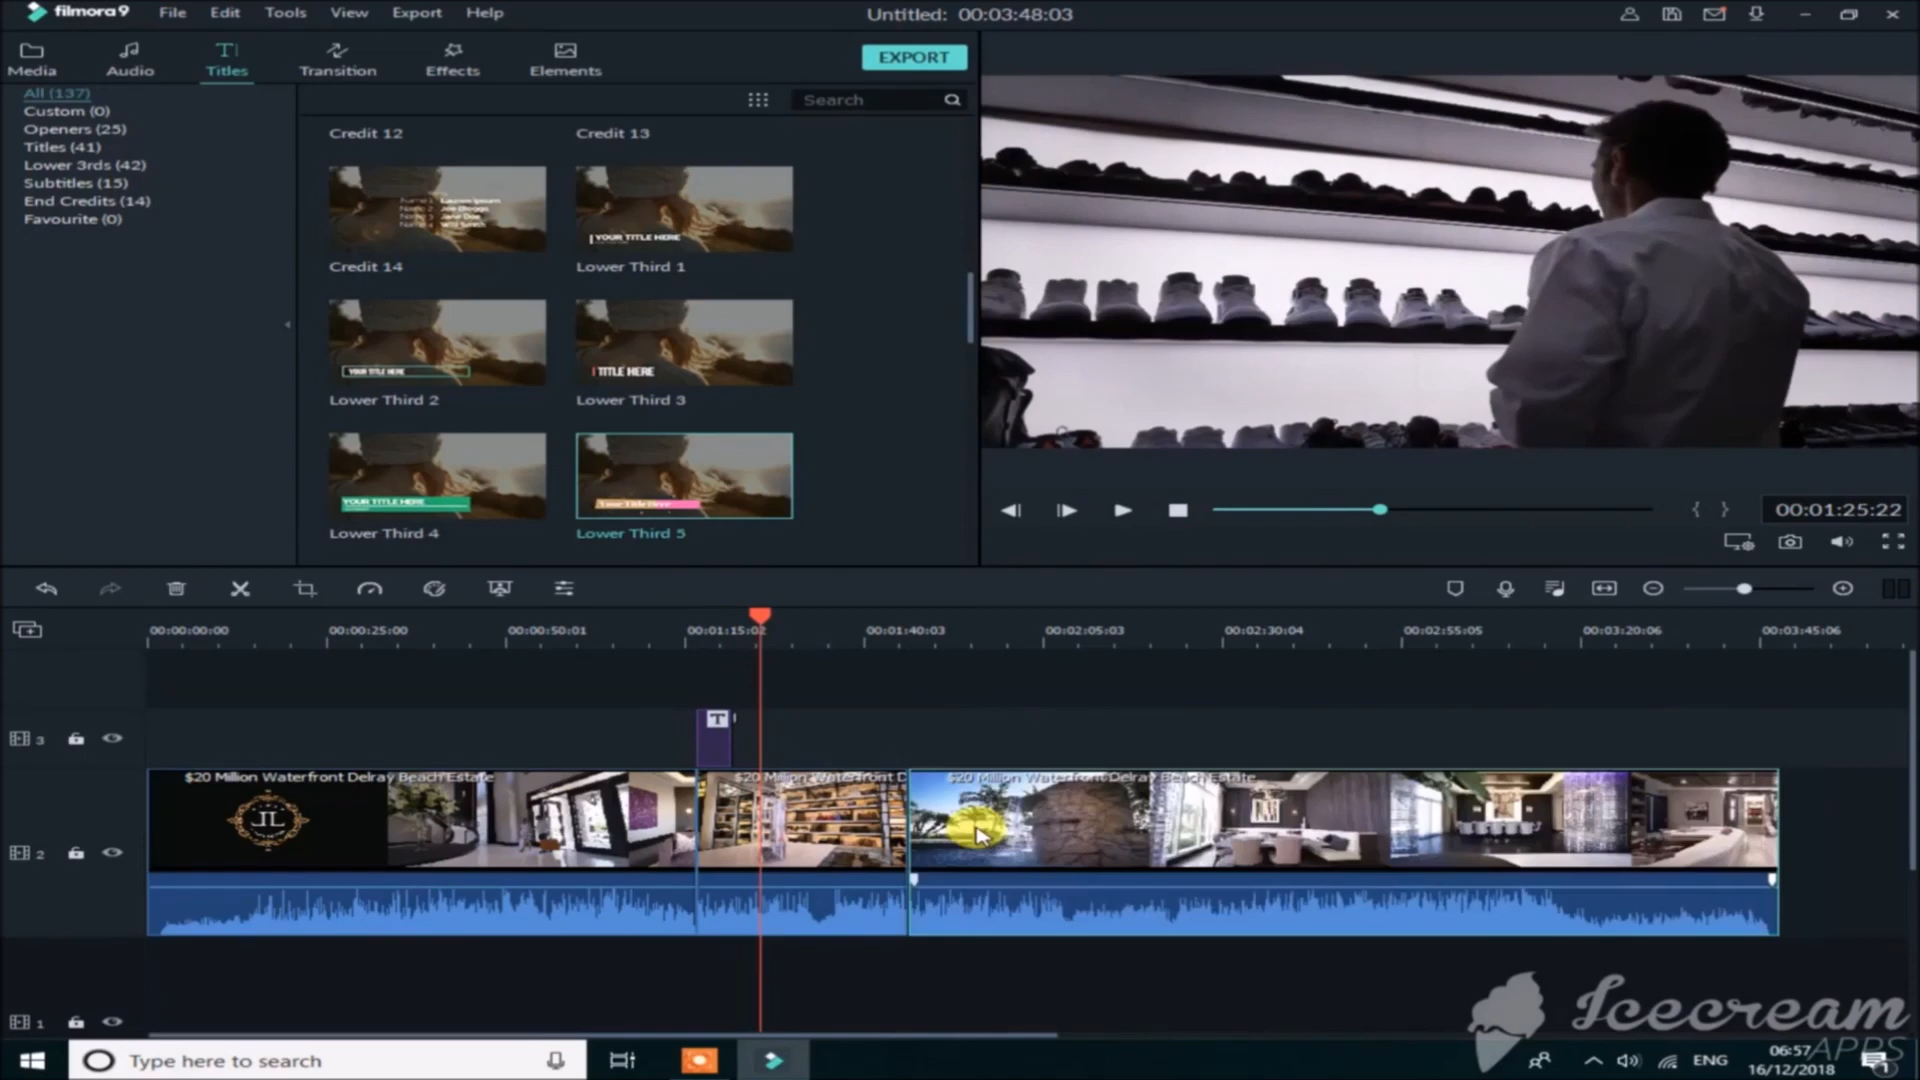 filmora9 File Edit Tools View Export Help Untitled: 00:03:48:03
Media Audio Titles Transition Effects Elements EXPORT
All (137)
Custom (0)
Openers (25)
Titles (41)
Lower 3rds (42)
Subtitles (15)
End Credits (14)
Favourite (0)
Search
Credit 12 Credit 13
YOUR TITLE HERE
Credit 14 Lower Third 1
YOUR TITLE HERE TITLE HERE
Lower Third 2 Lower Third 3
YOUR TITLE HERE Your Title Here
Lower Third 4 Lower Third 5
00:01:25:22
00:00:00:00 00:00:25:00 00:00:50:01 00:01:15:02 00:01:40:03 00:02:05:03 00:02:30:04 00:02:55:05 00:03:20:06 00:03:45:06
T
3
$20 Million Waterfront Delray Beach Estate $20 Million Waterfront D $20 Million Waterfront Delray Beach Estate
JL
2
1
Icecream
APPS
Type here to search
ENG
06:57
16/12/2018
1